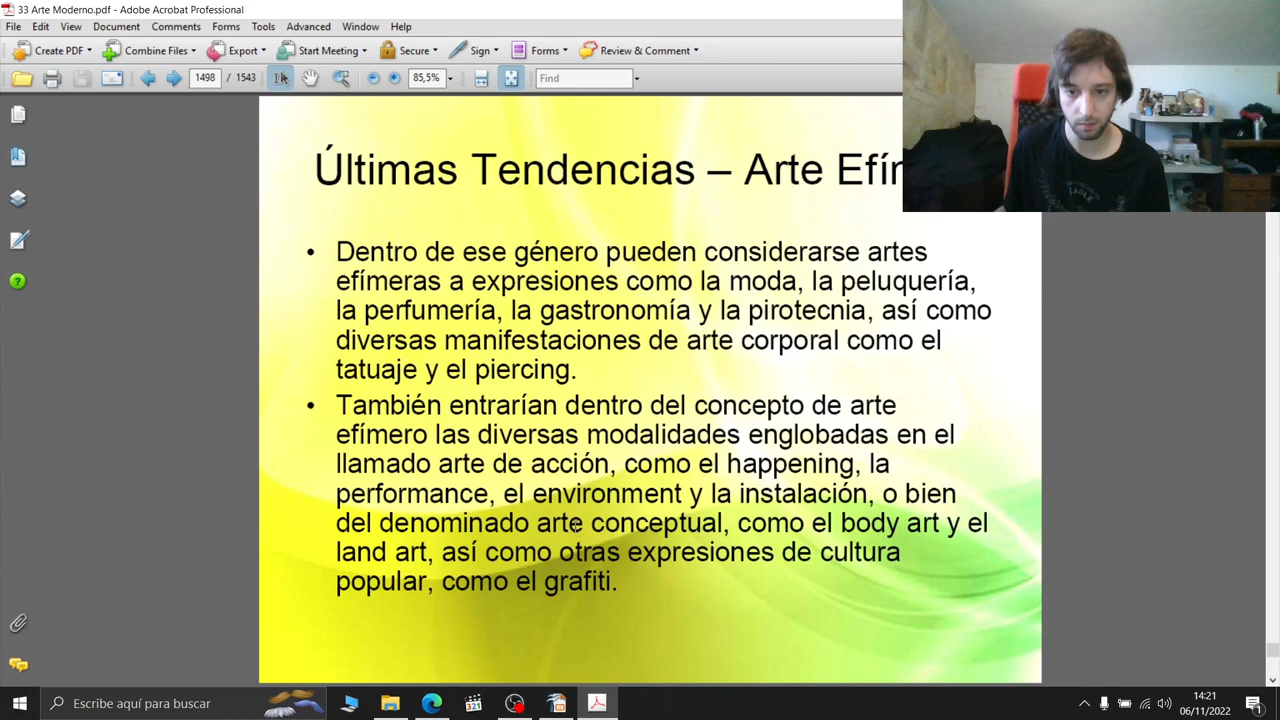 33 Arte Moderno.pdf - Adobe Acrobat Professional
File Edit View Document Comments Forms Tools Advanced Window Help
Create PDF Combine Files Export Start Meeting Secure Sign Forms Review & Comment
1498 / 1543 85,5% Find
Últimas Tendencias – Arte Efí
• Dentro de ese género pueden considerarse artes
efímeras a expresiones como la moda, la peluquería,
la perfumería, la gastronomía y la pirotecnia, así como
diversas manifestaciones de arte corporal como el
tatuaje y el piercing.
• También entrarían dentro del concepto de arte
efímero las diversas modalidades englobadas en el
llamado arte de acción, como el happening, la
performance, el environment y la instalación, o bien
del denominado arte conceptual, como el body art y el
land art, así como otras expresiones de cultura
popular, como el grafiti.
Escribe aquí para buscar
321
14:21
06/11/2022
1